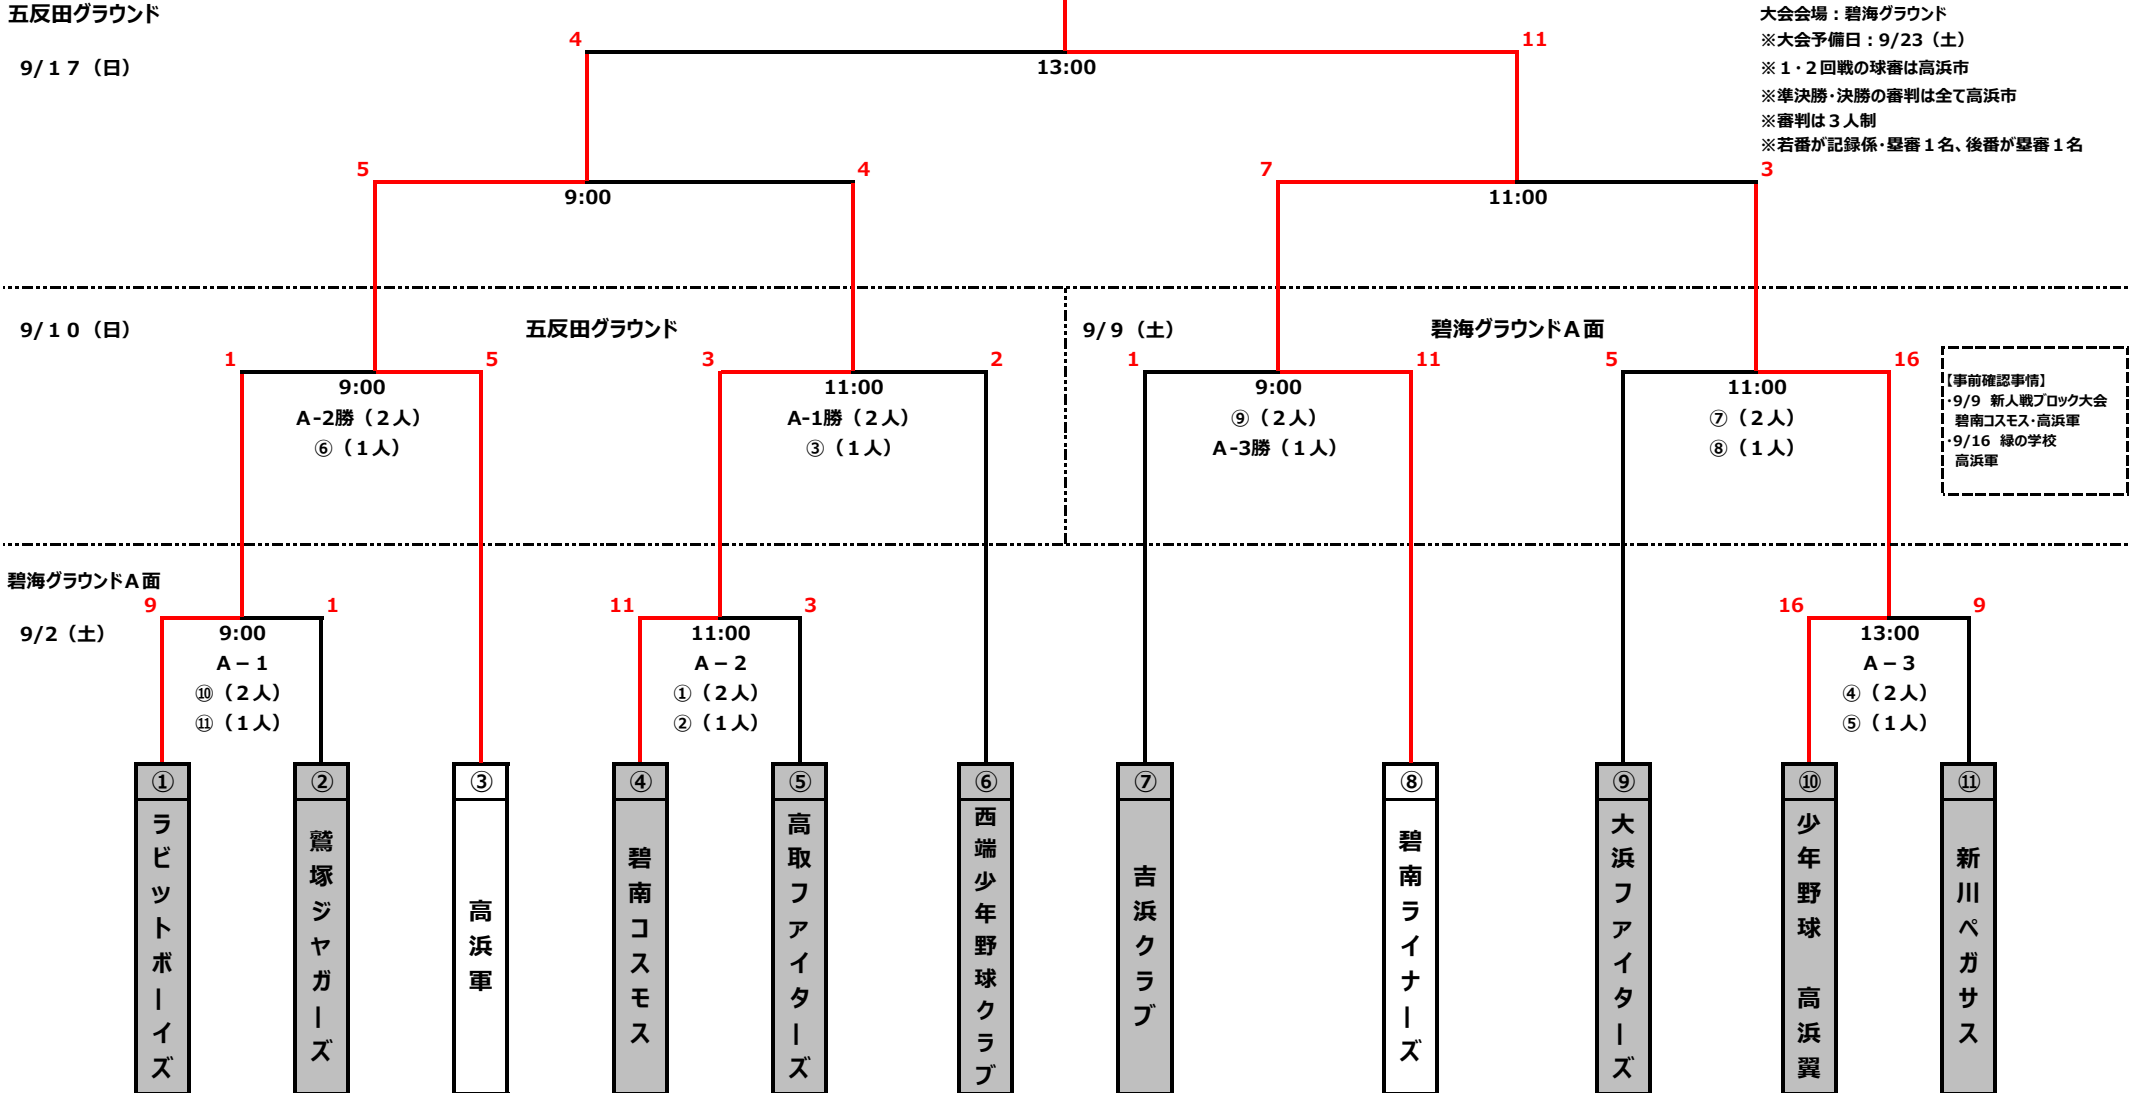 五反田グラウンド
大会会場：碧海グラウンド
4
11
※大会予備日：9/23（土）
9/１７（日）
13:00
※１・２回戦の球審は高浜市
※準決勝・決勝の審判は全て高浜市
※審判は３人制
※若番が記録係・塁審１名、後番が塁審１名
5
4
7
3
9:00
11:00
9/１０（日）
五反田グラウンド
9/９（土）
碧海グラウンドＡ面
1
5
3
2
1
11
5
16
9:00
11:00
9:00
11:00
A-2勝（２人）
A-1勝（２人）
⑨（２人）
⑦（２人）
⑥（１人）
③（１人）
A-3勝（１人）
⑧（１人）
【事前確認事情】
・9/9 新人戦ブロック大会
碧南コスモス・高浜軍
・9/16 緑の学校
高浜軍
碧海グラウンドＡ面
9
1
11
3
16
9
9/2（土）
9:00
11:00
13:00
Ａ－１
Ａ－２
Ａ－３
⑩（２人）
①（２人）
④（２人）
⑪（１人）
②（１人）
⑤（１人）
①
ラビットボーイズ
②
鷲塚ジャガーズ
③
高浜軍
④
碧南コスモス
⑤
高取ファイターズ
⑥
西端少年野球クラブ
⑦
吉浜クラブ
⑧
碧南ライナーズ
⑨
大浜ファイターズ
⑩
少年野球　高浜翼
⑪
新川ペガサス